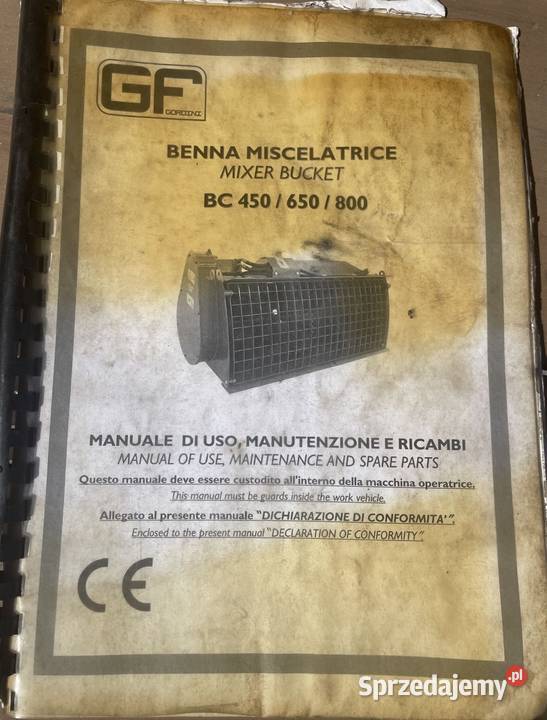 GF
GORDINI
BENNA MISCELATRICE
MIXER BUCKET
BC 450 / 650 / 800
MANUALE DI USO, MANUTENZIONE E RICAMBI
MANUAL OF USE, MAINTENANCE AND SPARE PARTS
Questo manuale deve essere custodito all'interno della macchina operatrice.
This manual must be guards inside the work vehicle.
Allegato al presente manuale "DICHIARAZIONE DI CONFORMITA'".
Enclosed to the present manual "DECLARATION OF CONFORMITY"
CE
Sprzedajemy.pl